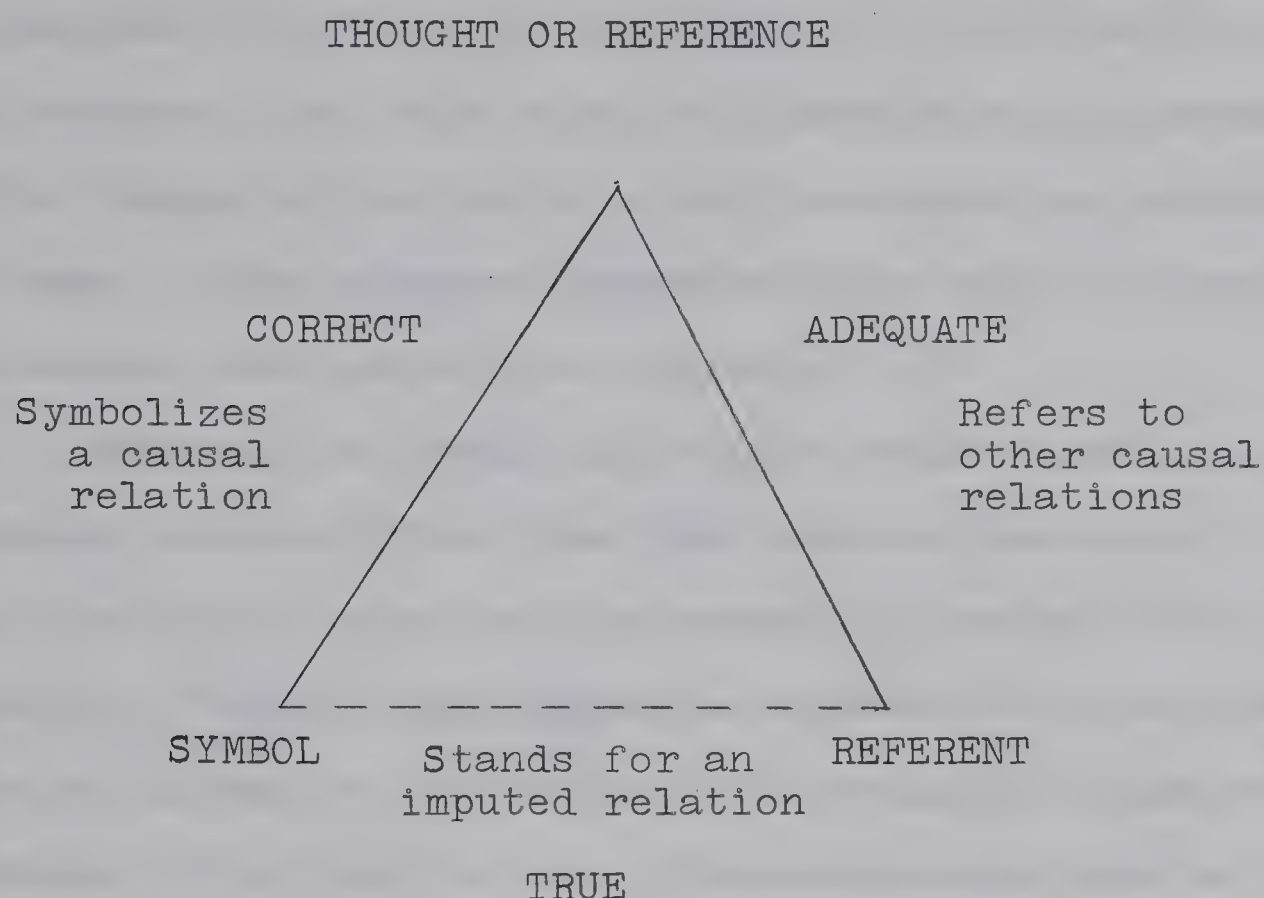 THOUGHT OR REFERENCE
CORRECT
ADEQUATE
Symbolizes
a causal
relation
Refers to
other causal
relations
SYMBOL
Stands for an
imputed relation
REFERENT
TRUE